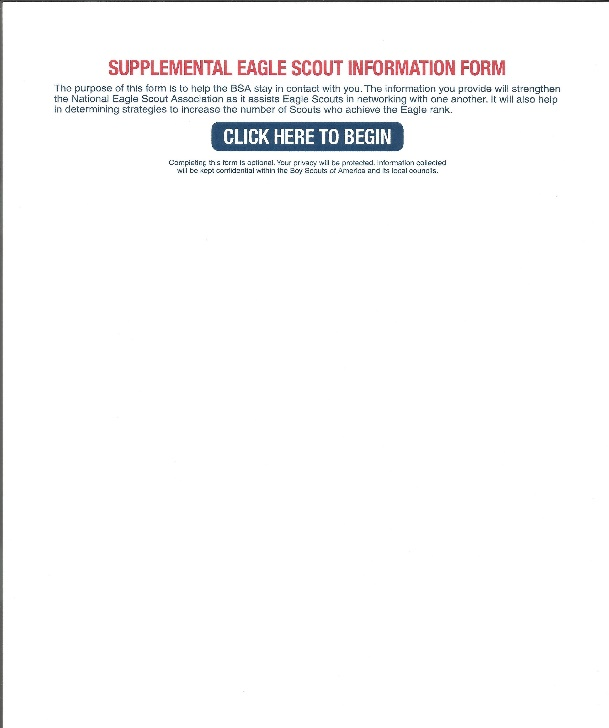 SUPPLEMENTAL EAGLE SCOUT INFORMATION FORM
The purpose of this form is to help the BSA stay in contact with you. The information you provide will strengthen
the National Eagle Scout Association as it assists Eagle Scouts in networking with one another. It will also help
in determining strategies to increase the number of Scouts who achieve the Eagle rank.
CLICK HERE TO BEGIN
Completing this form is optional. Your privacy will be protected. Information collected
will be kept confidential within the Boy Scouts of America and its local councils.